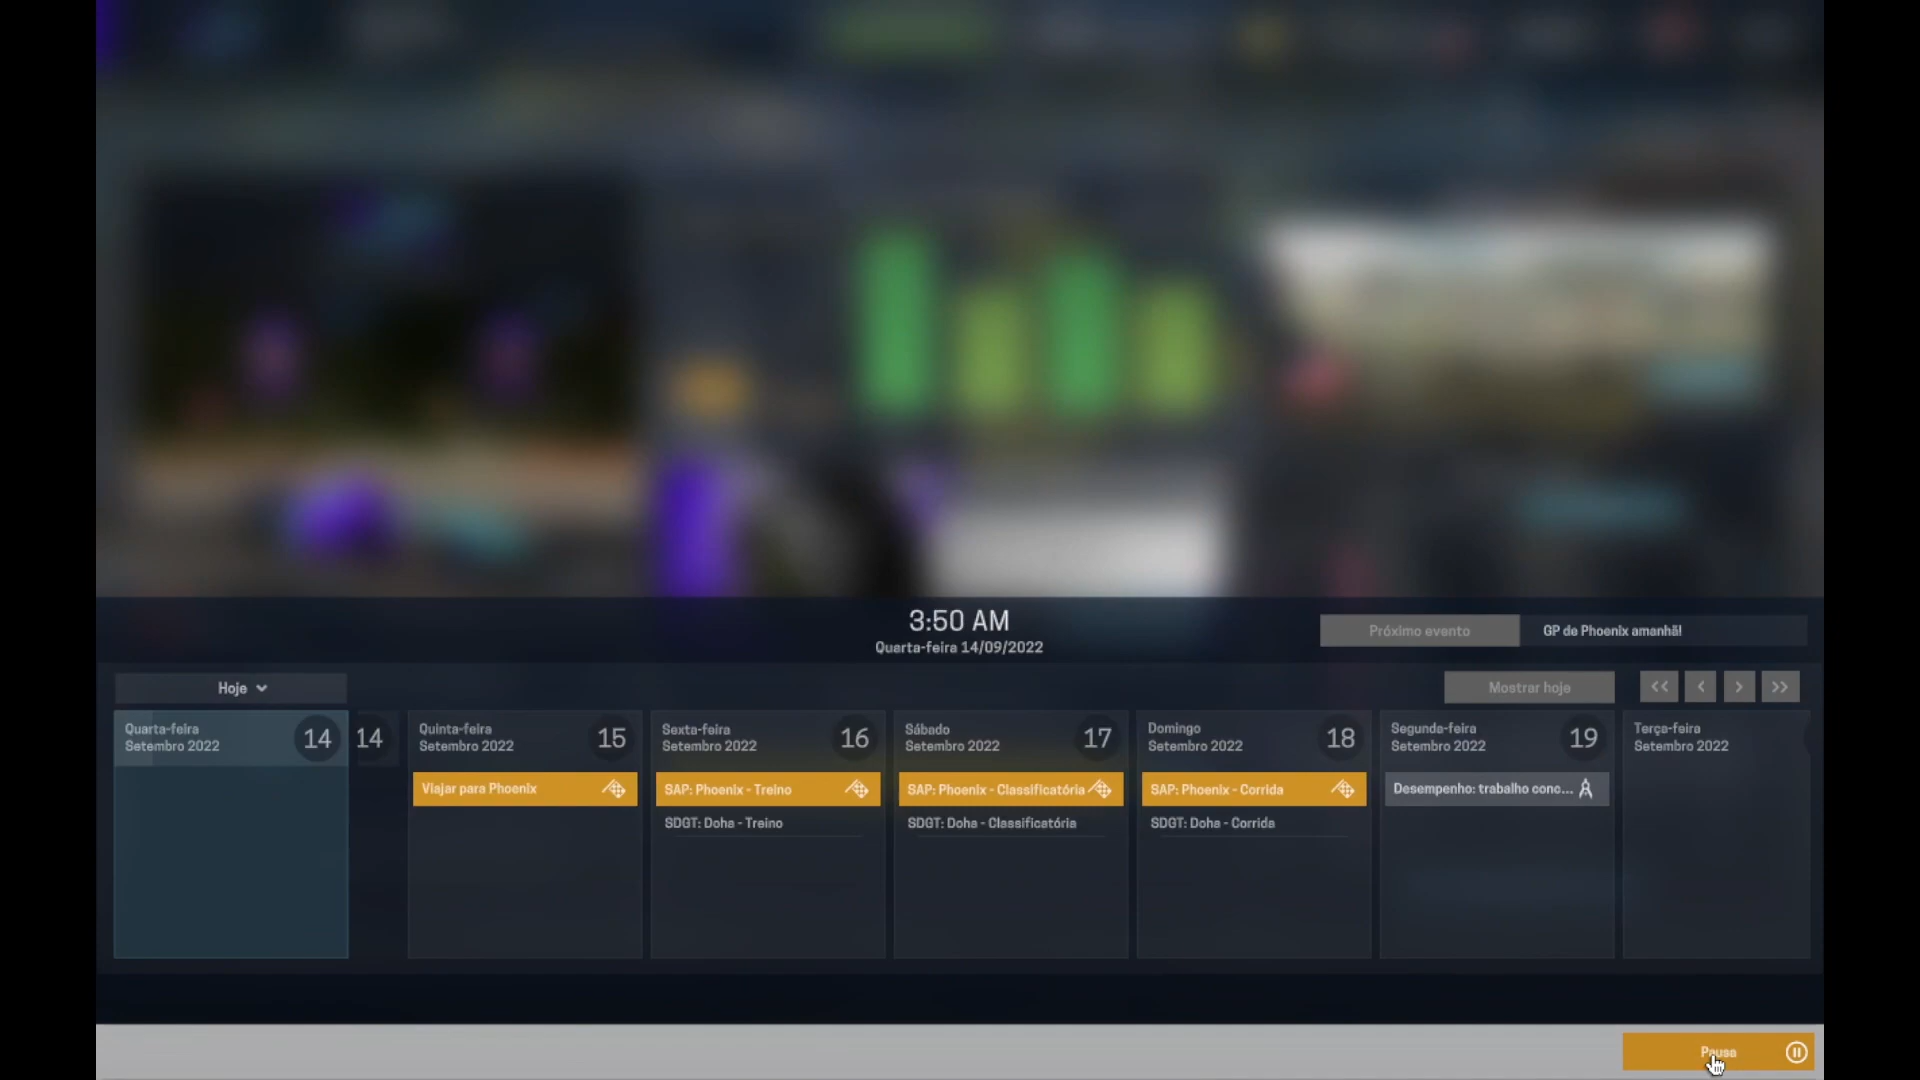 3:50 AM
Quarta-feira 14/09/2022
Próximo evento
GP de Phoenix amanhã!
Hoje
Mostrar hoje
Quarta-feira
Setembro 2022
14
14
Quinta-feira
Setembro 2022
15
Viajar para Phoenix
Sexta-feira
Setembro 2022
16
SAP: Phoenix - Treino
SDGT: Doha - Treino
Sábado
Setembro 2022
17
SAP: Phoenix - Classificatória
SDGT: Doha - Classificatória
Domingo
Setembro 2022
18
SAP: Phoenix - Corrida
SDGT: Doha - Corrida
Segunda-feira
Setembro 2022
19
Desempenho: trabalho conc...
Terça-feira
Setembro 2022
Pausa